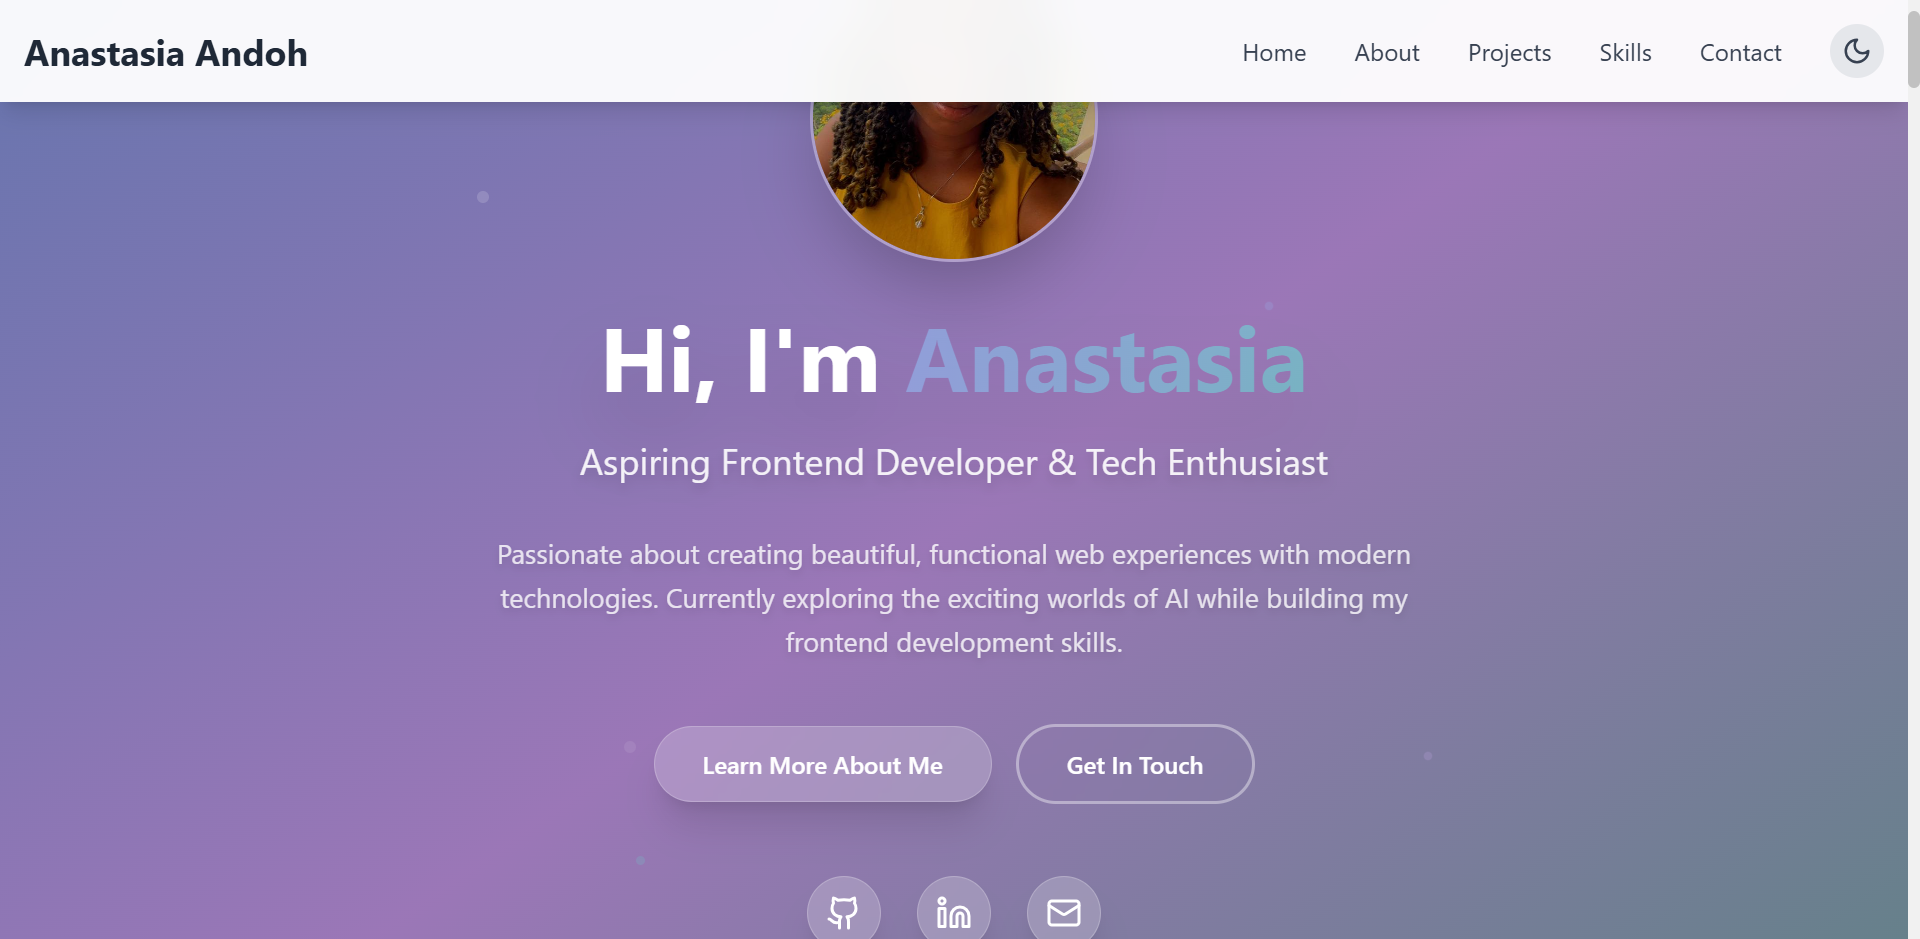 Anastasia Andoh
Home
About
Projects
Skills
Contact
Hi, I'm Anastasia
Aspiring Frontend Developer & Tech Enthusiast
Passionate about creating beautiful, functional web experiences with modern
technologies. Currently exploring the exciting worlds of AI while building my
frontend development skills.
Learn More About Me
Get In Touch
in